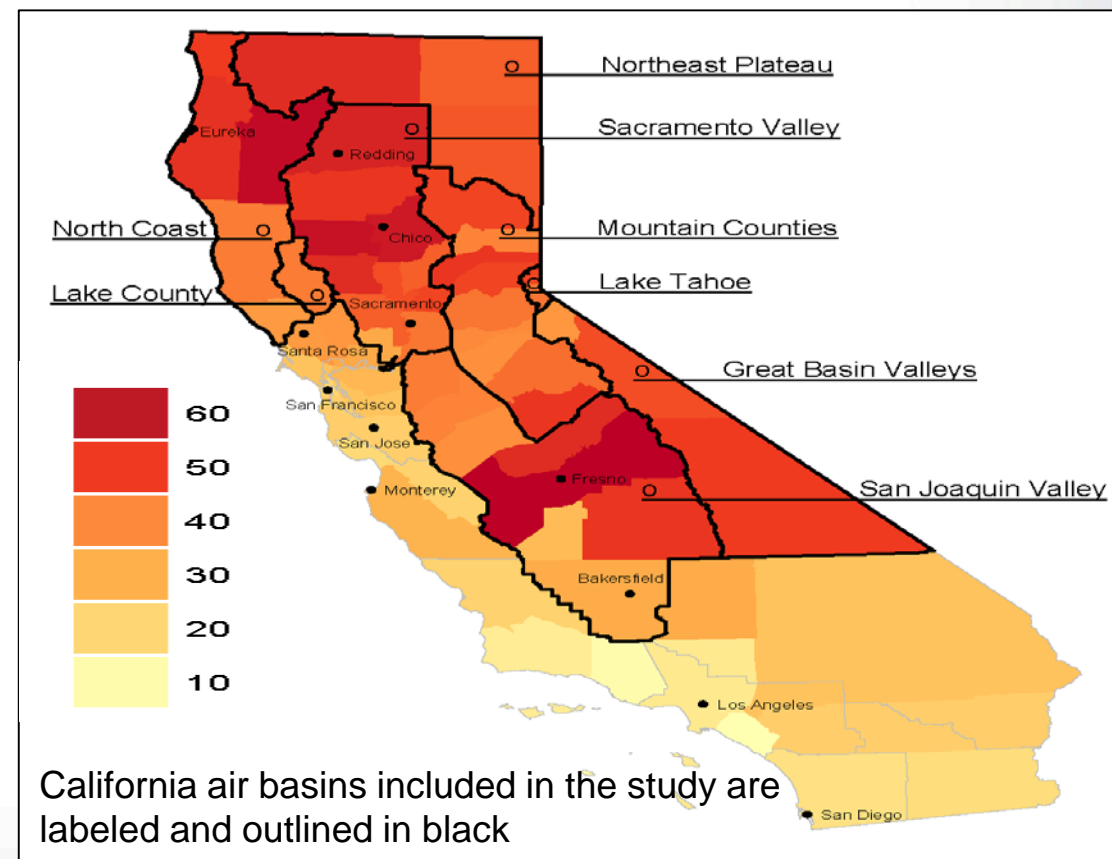 Northeast Plateau
Sacramento Valley
Eureka
Redding
North Coast
Chico
Mountain Counties
Lake County
Lake Tahoe
Sacramento
Santa Rosa
Great Basin Valleys
San Francisco
San Jose
Monterey
Fresno
San Joaquin Valley
Bakersfield
Los Angeles
San Diego
60
50
40
30
20
10
California air basins included in the study are
labeled and outlined in black